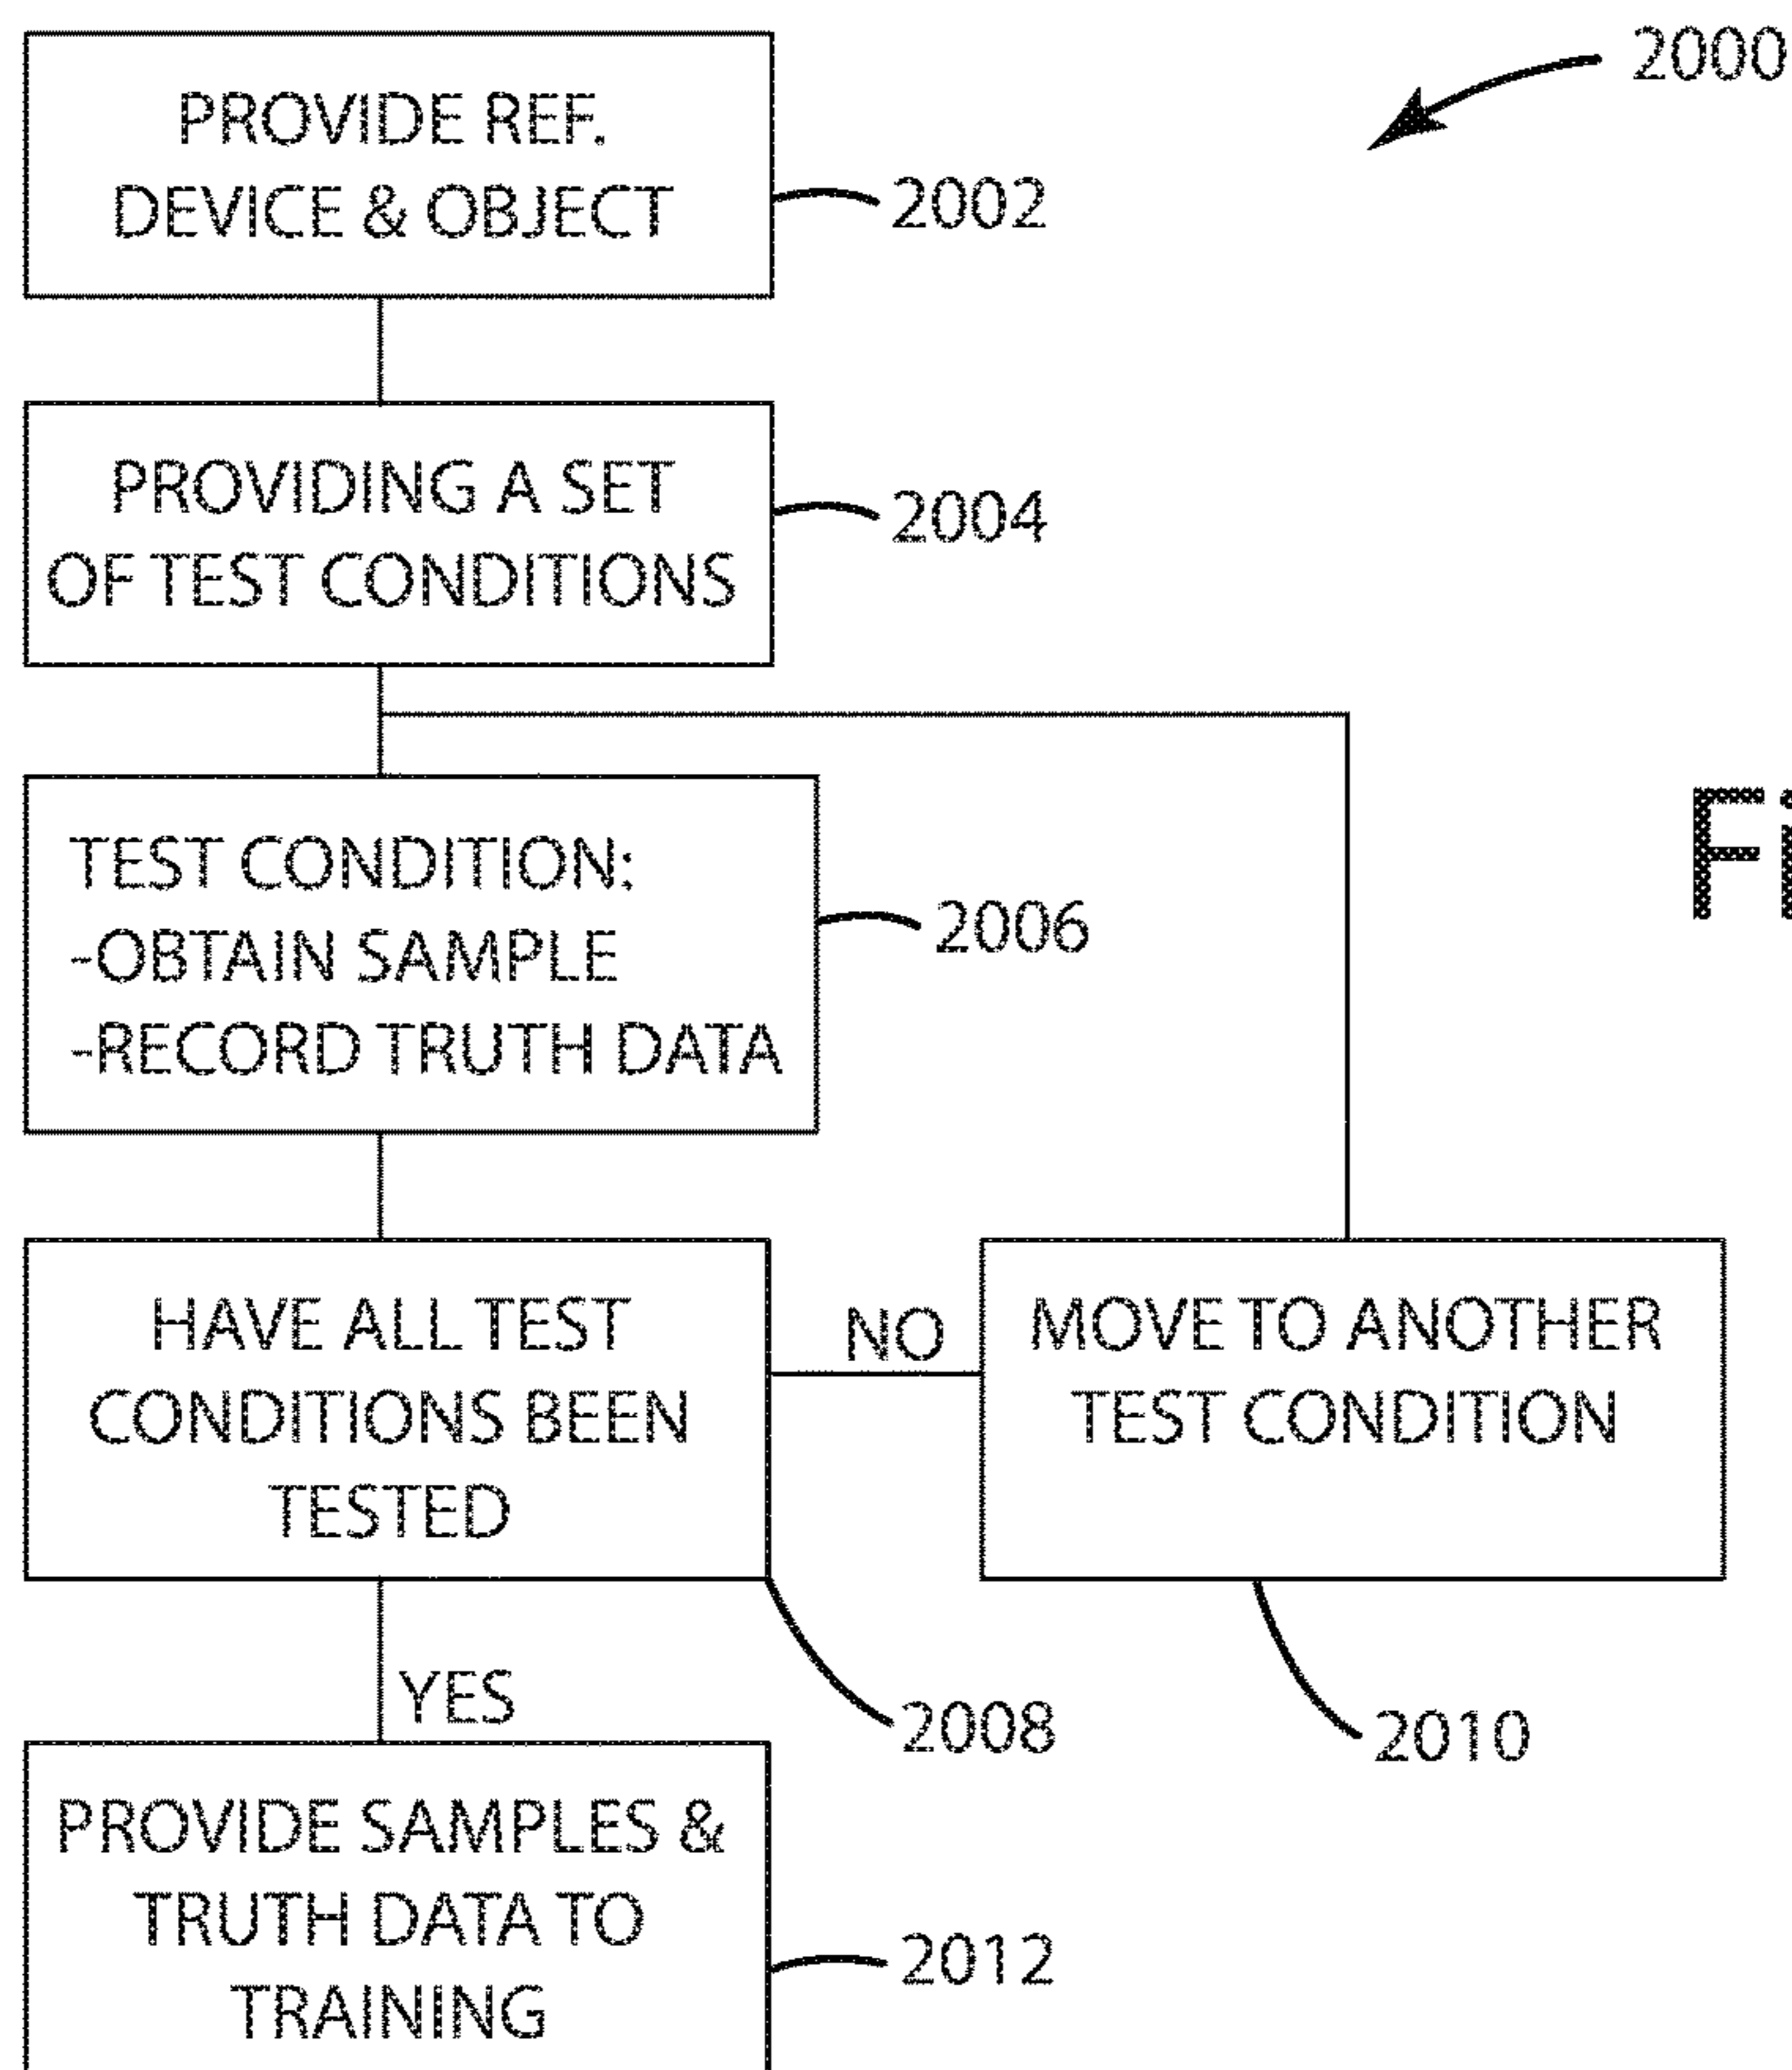 2000
PROVIDE REF.
DEVICE & OBJECT
2002
PROVIDING A SET
OF TEST CONDITIONS
2004
TEST CONDITION:
-OBTAIN SAMPLE
-RECORD TRUTH DATA
2006
Fi
HAVE ALL TEST
CONDITIONS BEEN
TESTED
NO
MOVE TO ANOTHER
TEST CONDITION
YES
2008
2010
PROVIDE SAMPLES &
TRUTH DATA TO
TRAINING
2012